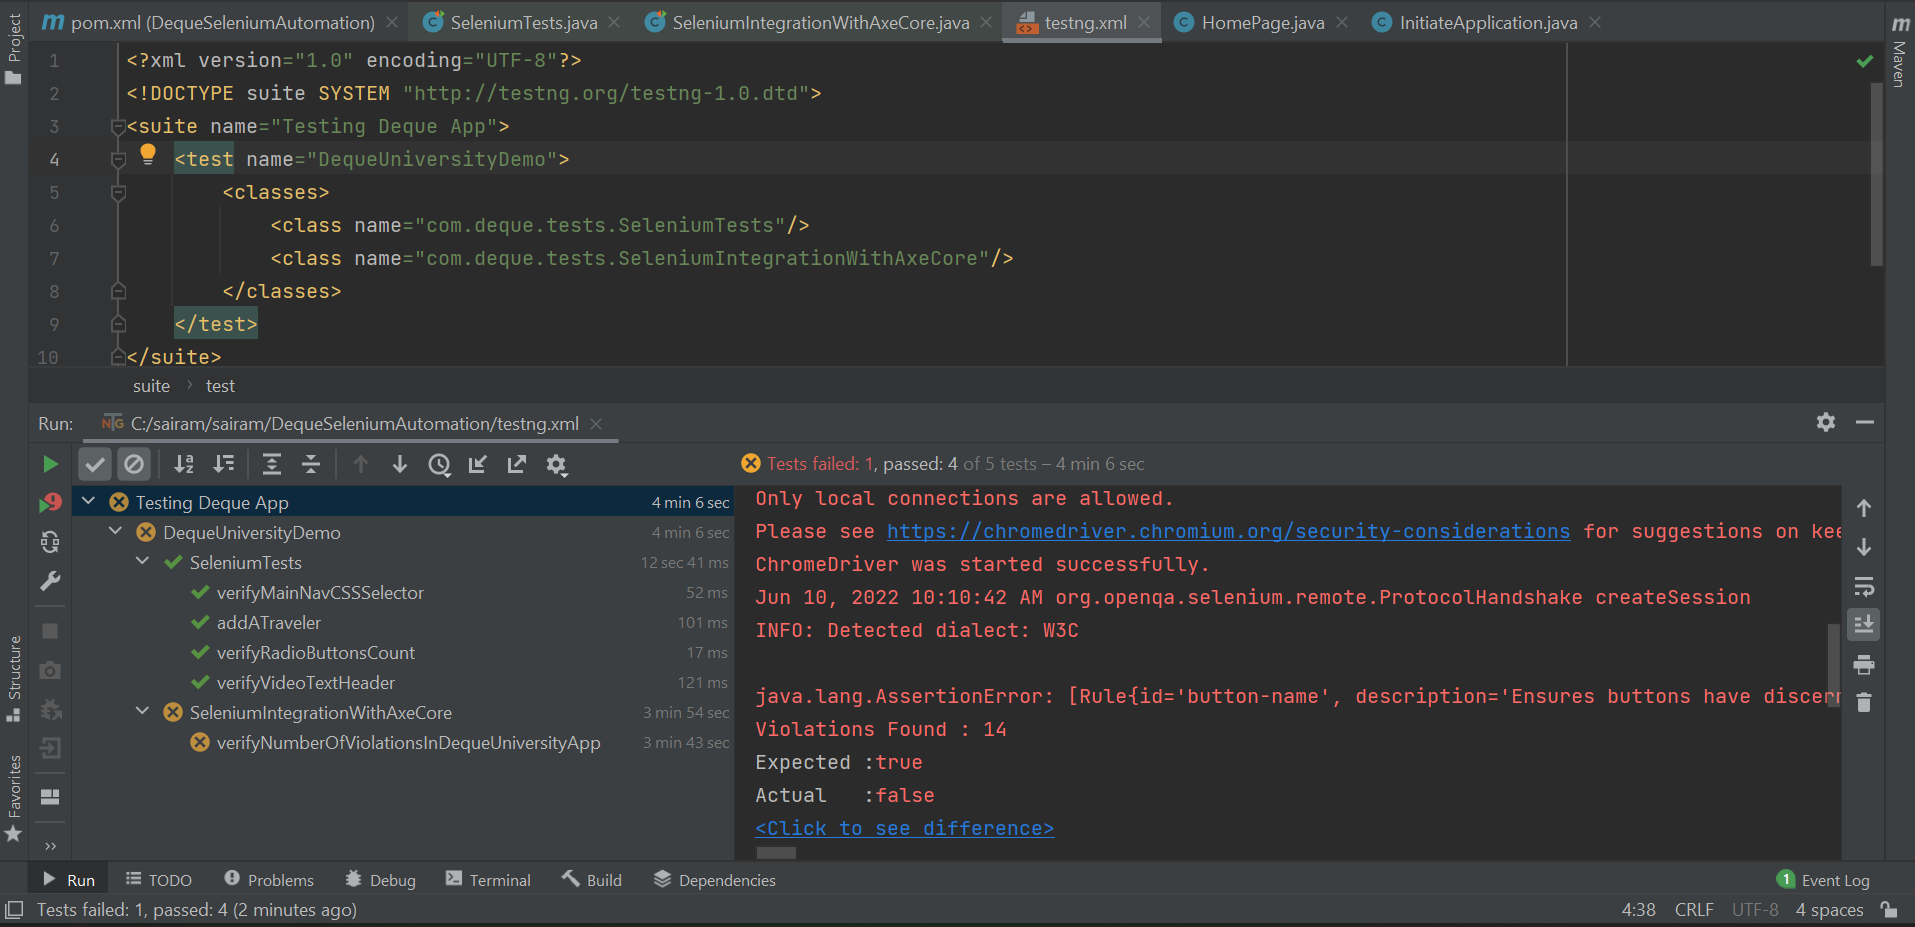 Project
pom.xml (DequeSeleniumAutomation)
SeleniumTests.java
SeleniumIntegrationWithAxeCore.java
testng.xml
HomePage.java
InitiateApplication.java
Maven
1 <?xml version="1.0" encoding="UTF-8"?>
2 <!DOCTYPE suite SYSTEM "http://testng.org/testng-1.0.dtd">
3 <suite name="Testing Deque App">
4 <test name="DequeUniversityDemo">
5 <classes>
6 <class name="com.deque.tests.SeleniumTests"/>
7 <class name="com.deque.tests.SeleniumIntegrationWithAxeCore"/>
8 </classes>
9 </test>
10 </suite>
suite › test
Run: C:/sairam/sairam/DequeSeleniumAutomation/testng.xml
Tests failed: 1, passed: 4 of 5 tests – 4 min 6 sec
Testing Deque App 4 min 6 sec
DequeUniversityDemo 4 min 6 sec
SeleniumTests 12 sec 41 ms
verifyMainNavCSSSelector 52 ms
addATraveler 101 ms
verifyRadioButtonsCount 17 ms
verifyVideoTextHeader 121 ms
SeleniumIntegrationWithAxeCore 3 min 54 sec
verifyNumberOfViolationsInDequeUniversityApp 3 min 43 sec
Only local connections are allowed.
Please see https://chromedriver.chromium.org/security-considerations for suggestions on kee
ChromeDriver was started successfully.
Jun 10, 2022 10:10:42 AM org.openqa.selenium.remote.ProtocolHandshake createSession
INFO: Detected dialect: W3C
java.lang.AssertionError: [Rule{id='button-name', description='Ensures buttons have discern
Violations Found : 14
Expected :true
Actual   :false
<Click to see difference>
Structure
Favorites
Run
TODO
Problems
Debug
Terminal
Build
Dependencies
1 Event Log
Tests failed: 1, passed: 4 (2 minutes ago)
4:38 CRLF UTF-8 4 spaces